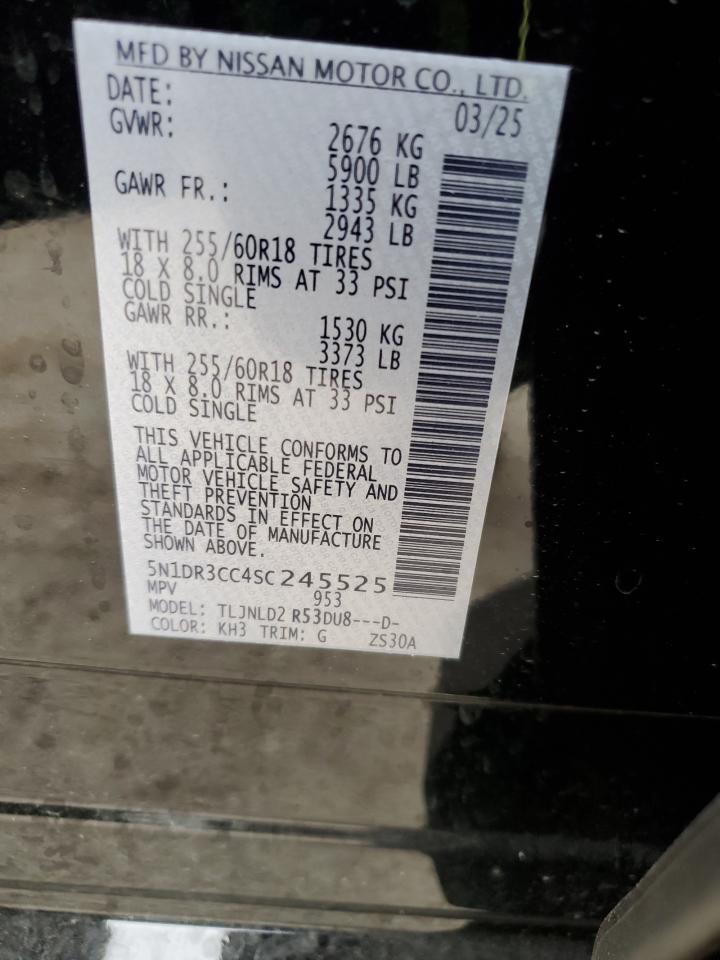 MFD BY NISSAN MOTOR CO., LTD.
DATE: 03/25
GVWR: 2676 KG
5900 LB
GAWR FR.: 1335 KG
2943 LB
WITH 255/60R18 TIRES
18 X 8.0 RIMS AT 33 PSI
COLD SINGLE
GAWR RR.: 1530 KG
3373 LB
WITH 255/60R18 TIRES
18 X 8.0 RIMS AT 33 PSI
COLD SINGLE
THIS VEHICLE CONFORMS TO
ALL APPLICABLE FEDERAL
MOTOR VEHICLE SAFETY AND
THEFT PREVENTION
STANDARDS IN EFFECT ON
THE DATE OF MANUFACTURE
SHOWN ABOVE.
5N1DR3CC4SC245525
MPV 953
MODEL: TLJNLD2 R53DU8---D-
COLOR: KH3 TRIM: G ZS30A